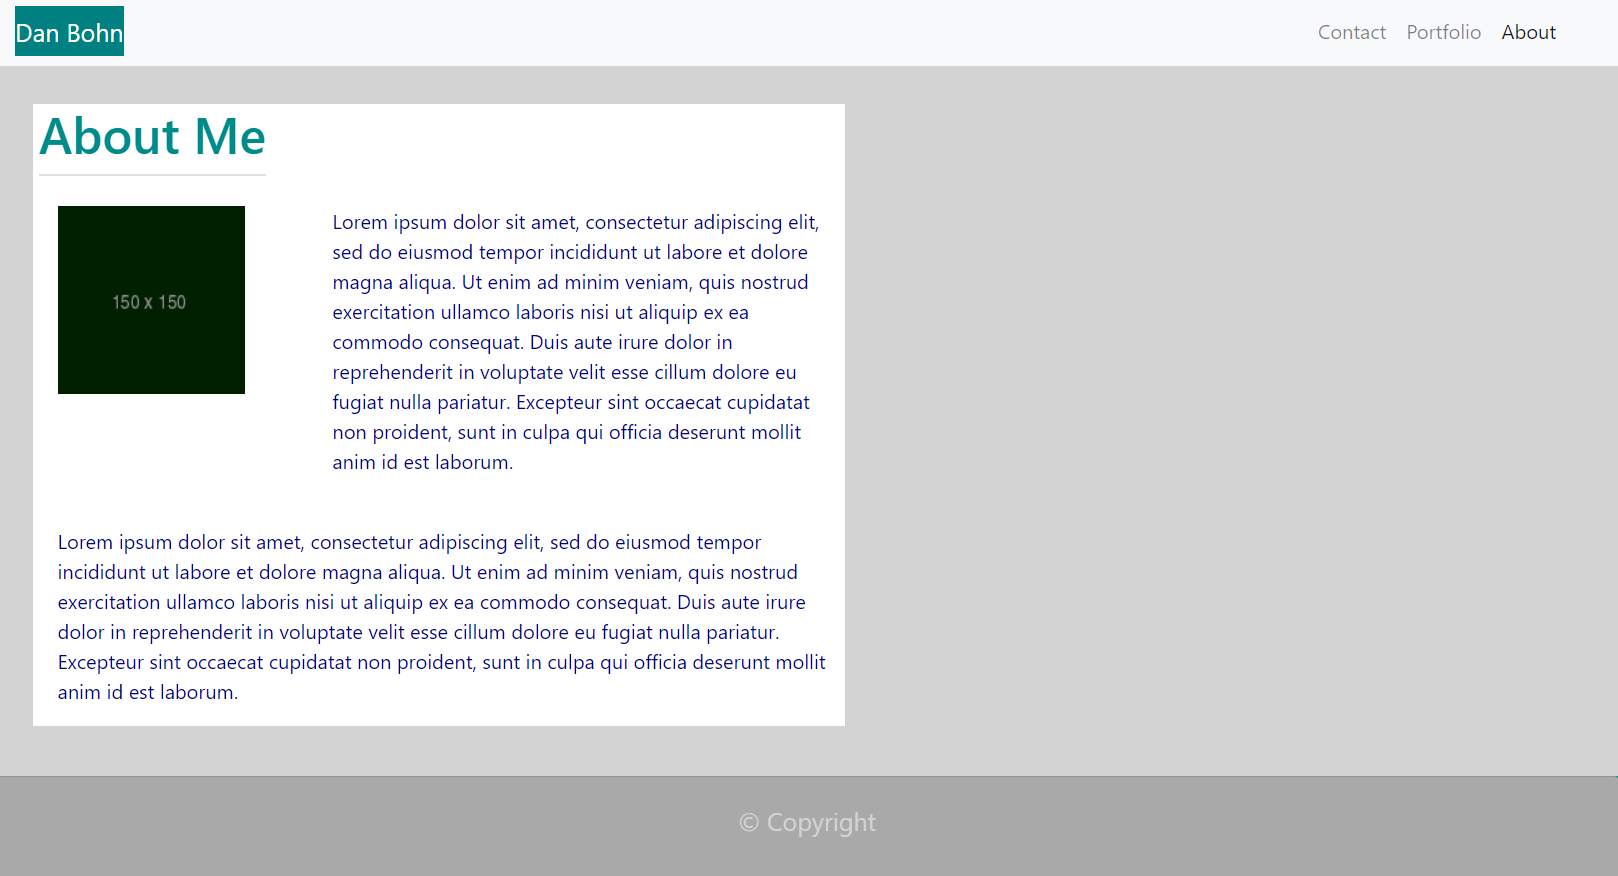 Dan Bohn
Contact Portfolio About
About Me
150 x 150
Lorem ipsum dolor sit amet, consectetur adipiscing elit,
sed do eiusmod tempor incididunt ut labore et dolore
magna aliqua. Ut enim ad minim veniam, quis nostrud
exercitation ullamco laboris nisi ut aliquip ex ea
commodo consequat. Duis aute irure dolor in
reprehenderit in voluptate velit esse cillum dolore eu
fugiat nulla pariatur. Excepteur sint occaecat cupidatat
non proident, sunt in culpa qui officia deserunt mollit
anim id est laborum.
Lorem ipsum dolor sit amet, consectetur adipiscing elit, sed do eiusmod tempor
incididunt ut labore et dolore magna aliqua. Ut enim ad minim veniam, quis nostrud
exercitation ullamco laboris nisi ut aliquip ex ea commodo consequat. Duis aute irure
dolor in reprehenderit in voluptate velit esse cillum dolore eu fugiat nulla pariatur.
Excepteur sint occaecat cupidatat non proident, sunt in culpa qui officia deserunt mollit
anim id est laborum.
© Copyright